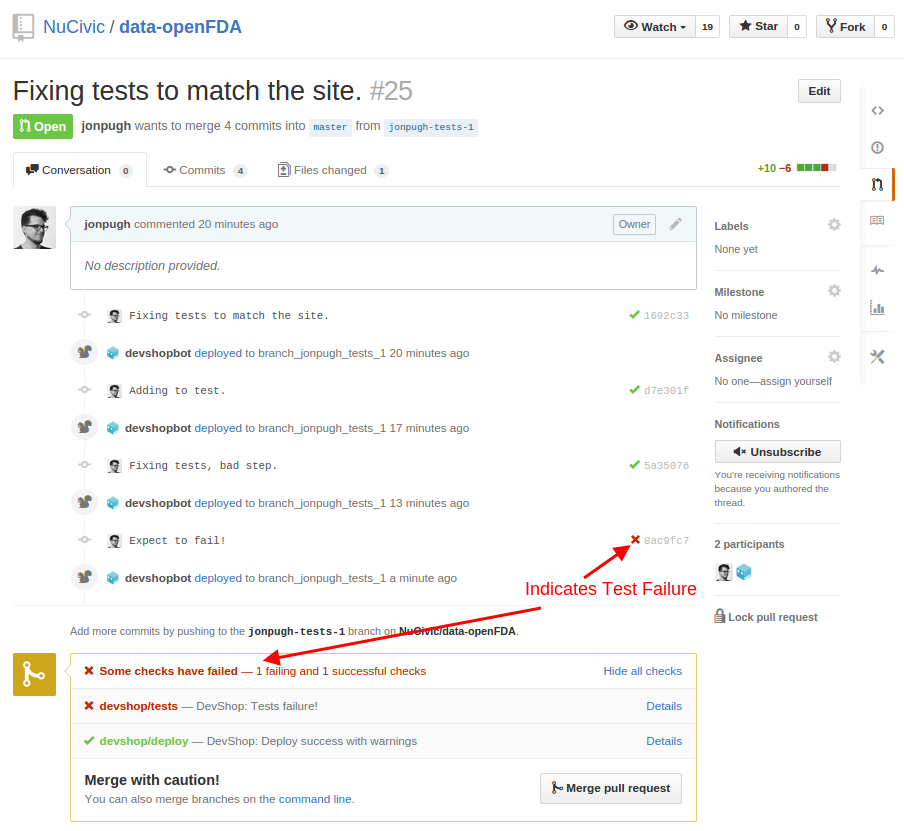 NuCivic / data-openFDA
Watch 19 Star 0 Fork 0
Fixing tests to match the site. #25
Edit
Open jonpugh wants to merge 4 commits into master from jonpugh-tests-1
Conversation 0 Commits 4 Files changed 1 +10 −6
jonpugh commented 20 minutes ago Owner
No description provided.
Fixing tests to match the site. 1692c33
devshopbot deployed to branch_jonpugh_tests_1 20 minutes ago
Adding to test. d7e301f
devshopbot deployed to branch_jonpugh_tests_1 17 minutes ago
Fixing tests, bad step. 5a35076
devshopbot deployed to branch_jonpugh_tests_1 13 minutes ago
Expect to fail! 8ac9fc7
devshopbot deployed to branch_jonpugh_tests_1 a minute ago
Indicates Test Failure
Add more commits by pushing to the jonpugh-tests-1 branch on NuCivic/data-openFDA.
Some checks have failed — 1 failing and 1 successful checks Hide all checks
devshop/tests — DevShop: Tests failure! Details
devshop/deploy — DevShop: Deploy success with warnings Details
Merge with caution!
You can also merge branches on the command line.
Merge pull request
Labels
None yet
Milestone
No milestone
Assignee
No one—assign yourself
Notifications
Unsubscribe
You're receiving notifications
because you authored the
thread.
2 participants
Lock pull request